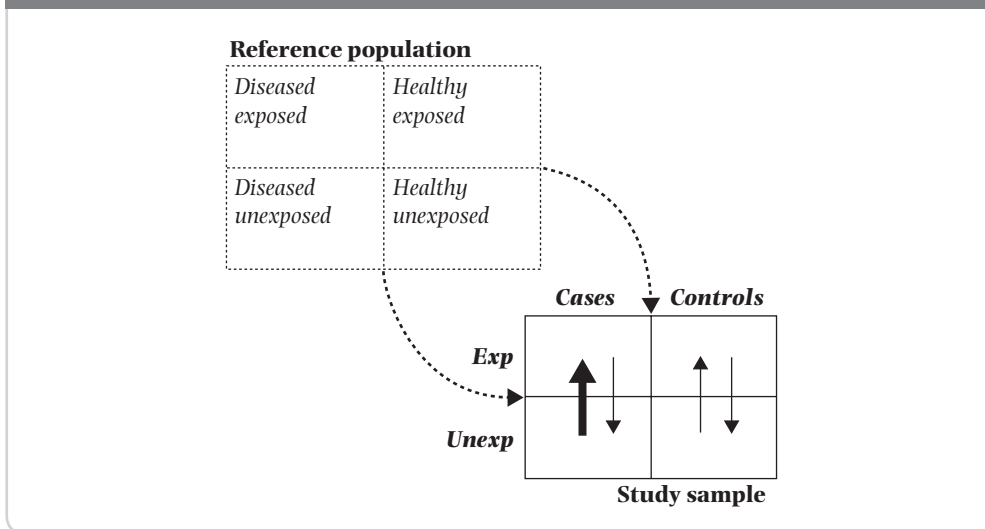 Reference population
Diseased Healthy
exposed exposed
Diseased Healthy
unexposed unexposed
Cases Controls
Exp
Unexp
Study sample